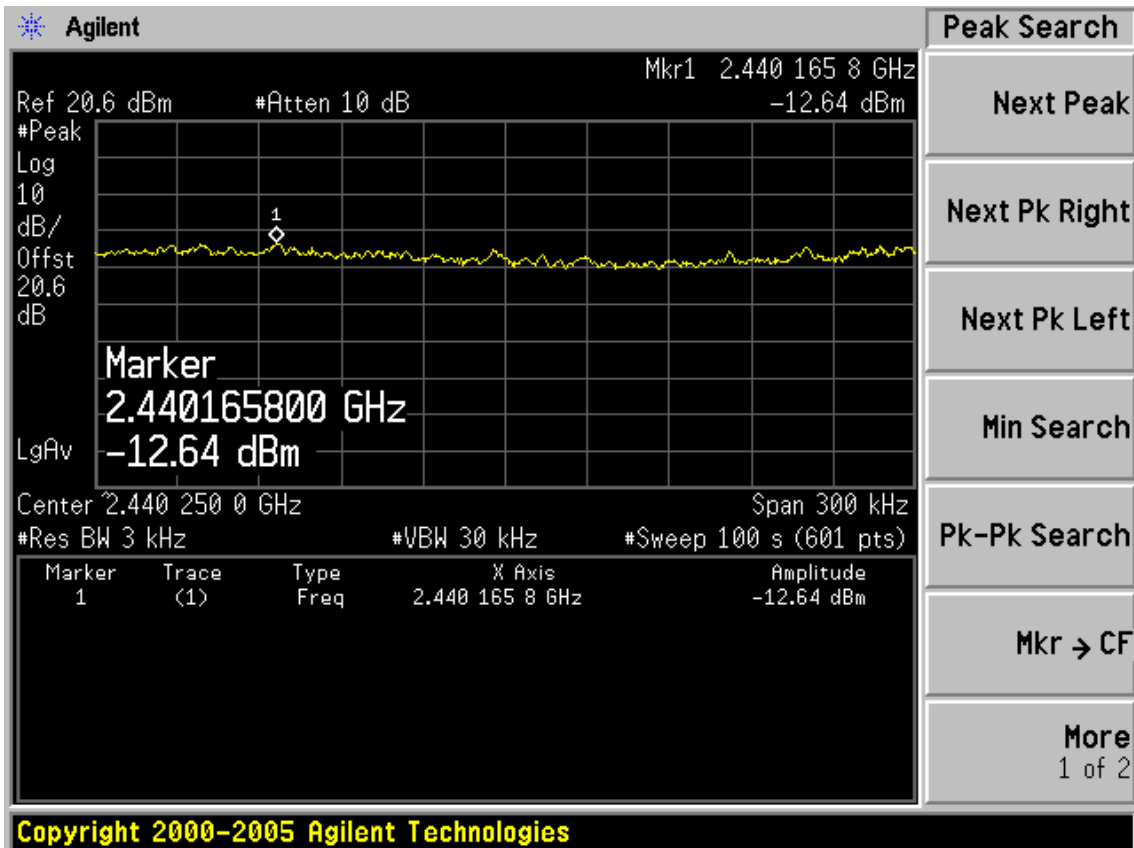 Agilent
Peak Search
Mkr1 2.440 165 8 GHz
Ref 20.6 dBm #Atten 10 dB -12.64 dBm
#Peak
Log
10
dB/
Offst
20.6
dB
1
Marker
2.440165800 GHz
-12.64 dBm
LgAv
Center 2.440 250 0 GHz Span 300 kHz
#Res BW 3 kHz #VBW 30 kHz #Sweep 100 s (601 pts)
Marker Trace Type X Axis Amplitude
1 (1) Freq 2.440 165 8 GHz -12.64 dBm
Next Peak
Next Pk Right
Next Pk Left
Min Search
Pk-Pk Search
Mkr → CF
More
1 of 2
Copyright 2000-2005 Agilent Technologies